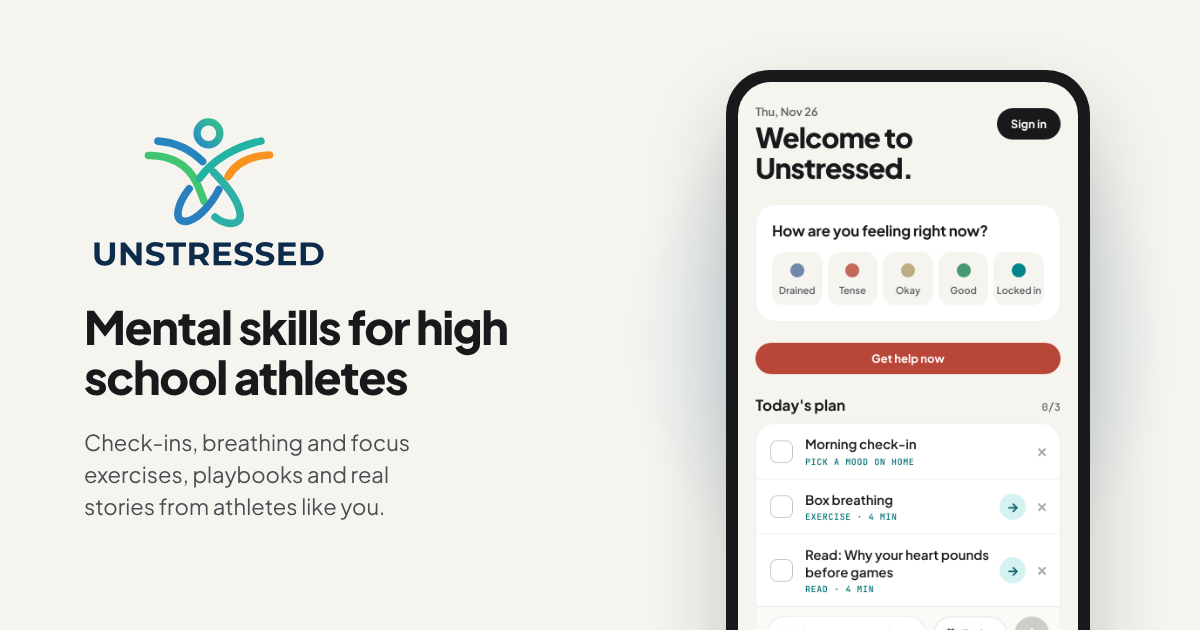 UNSTRESSED
Mental skills for high
school athletes
Check-ins, breathing and focus
exercises, playbooks and real
stories from athletes like you.
Thu, Nov 26
Sign in
Welcome to
Unstressed.
How are you feeling right now?
Drained
Tense
Okay
Good
Locked in
Get help now
Today's plan
0/3
Morning check-in
PICK A MOOD ON HOME
Box breathing
EXERCISE · 4 MIN
Read: Why your heart pounds
before games
READ · 4 MIN